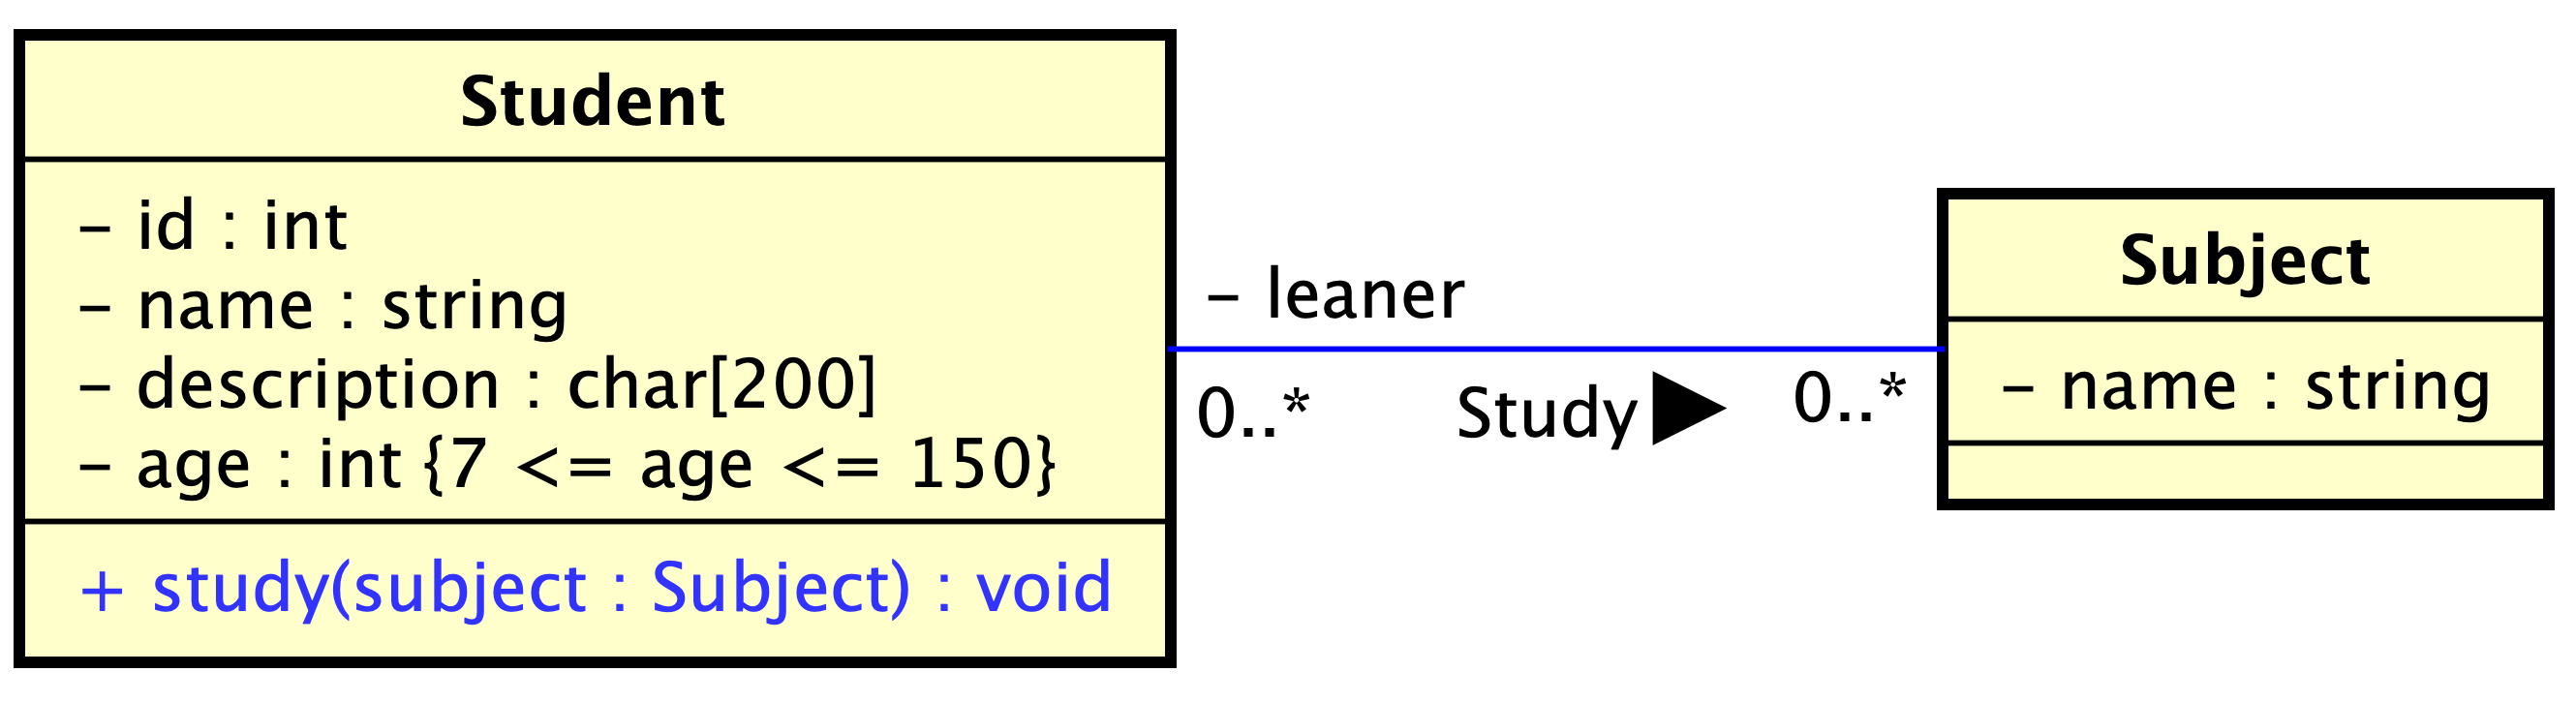 Student
– id : int
– name : string
– description : char[200]
– age : int {7 <= age <= 150}
+ study(subject : Subject) : void
– leaner
0..*
Study
0..*
Subject
– name : string